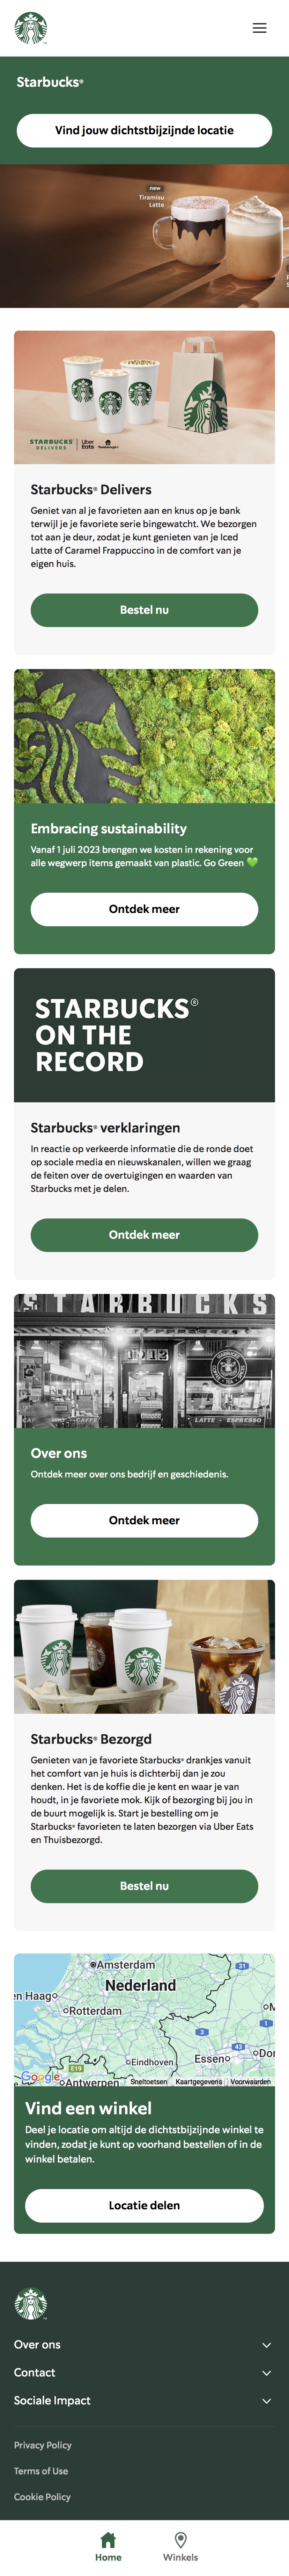 Starbucks®
Vind jouw dichtstbijzijnde locatie
new
Tiramisu
Latte
STARBUCKS
DELIVERS
Uber
Eats
Thuisbezorgd
Starbucks® Delivers
Geniet van al je favorieten aan en knus op je bank
terwijl je je favoriete serie bingewatcht. We bezorgen
tot aan je deur, zodat je kunt genieten van je Iced
Latte of Caramel Frappuccino in de comfort van je
eigen huis.
Bestel nu
Embracing sustainability
Vanaf 1 juli 2023 brengen we kosten in rekening voor
alle wegwerp items gemaakt van plastic. Go Green 💚
Ontdek meer
STARBUCKS®
ON THE
RECORD
Starbucks® verklaringen
In reactio op verkeerde informatie die de ronde doet
op sociale media en nieuwskanalen, willen we graag
de feiten over de overtuigingen en waarden van
Starbucks met je delen.
Ontdek meer
STARBUCKS
1912
LATTE - ESPRESSO
Over ons
Ontdek meer over ons bedrijf en geschiedenis.
Ontdek meer
Starbucks® Bezorgd
Genieten van je favoriete Starbucks® drankjes vanuit
het comfort van je huis is dichterbij dan je zou
denken. Het is de koffie die je kent en waar je van
houdt, in je favoriete mok. Kijk of bezorging bij jou in
de buurt mogelijk is. Start je bestelling om je
Starbucks® favorieten te laten bezorgen via Uber Eats
en Thuisbezorgd.
Bestel nu
Amsterdam
31
Nederland
en Haag
Rotterdam
1
3
43
Eindhoven
Essen
Dor
E19
Google
Antwerpen
Sneltoetsen
Kaartgegevens
Voorwaarden
Vind een winkel
Deel je locatie om altijd de dichtstbijzijnde winkel te
vinden, zodat je kunt op voorhand bestellen of in de
winkel betalen.
Locatie delen
Over ons
Contact
Sociale Impact
Privacy Policy
Terms of Use
Cookie Policy
Home
Winkels